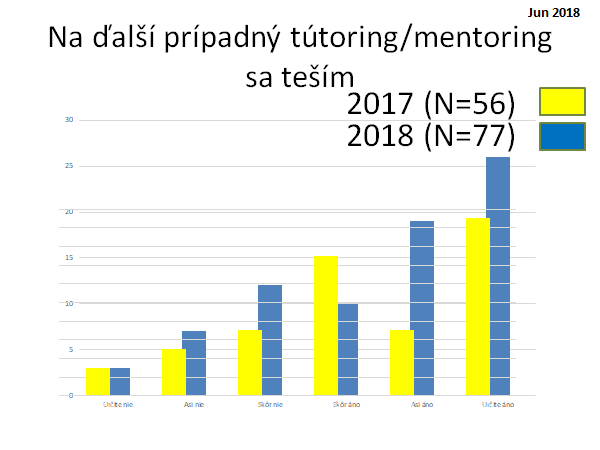 Jun 2018
Na ďalší prípadný tútoring/mentoring
sa teším
2017 (N=56)
2018 (N=77)
30
25
20
15
10
5
0
Určite nie
Asi nie
Skôr nie
Skôr áno
Asi áno
Určite áno